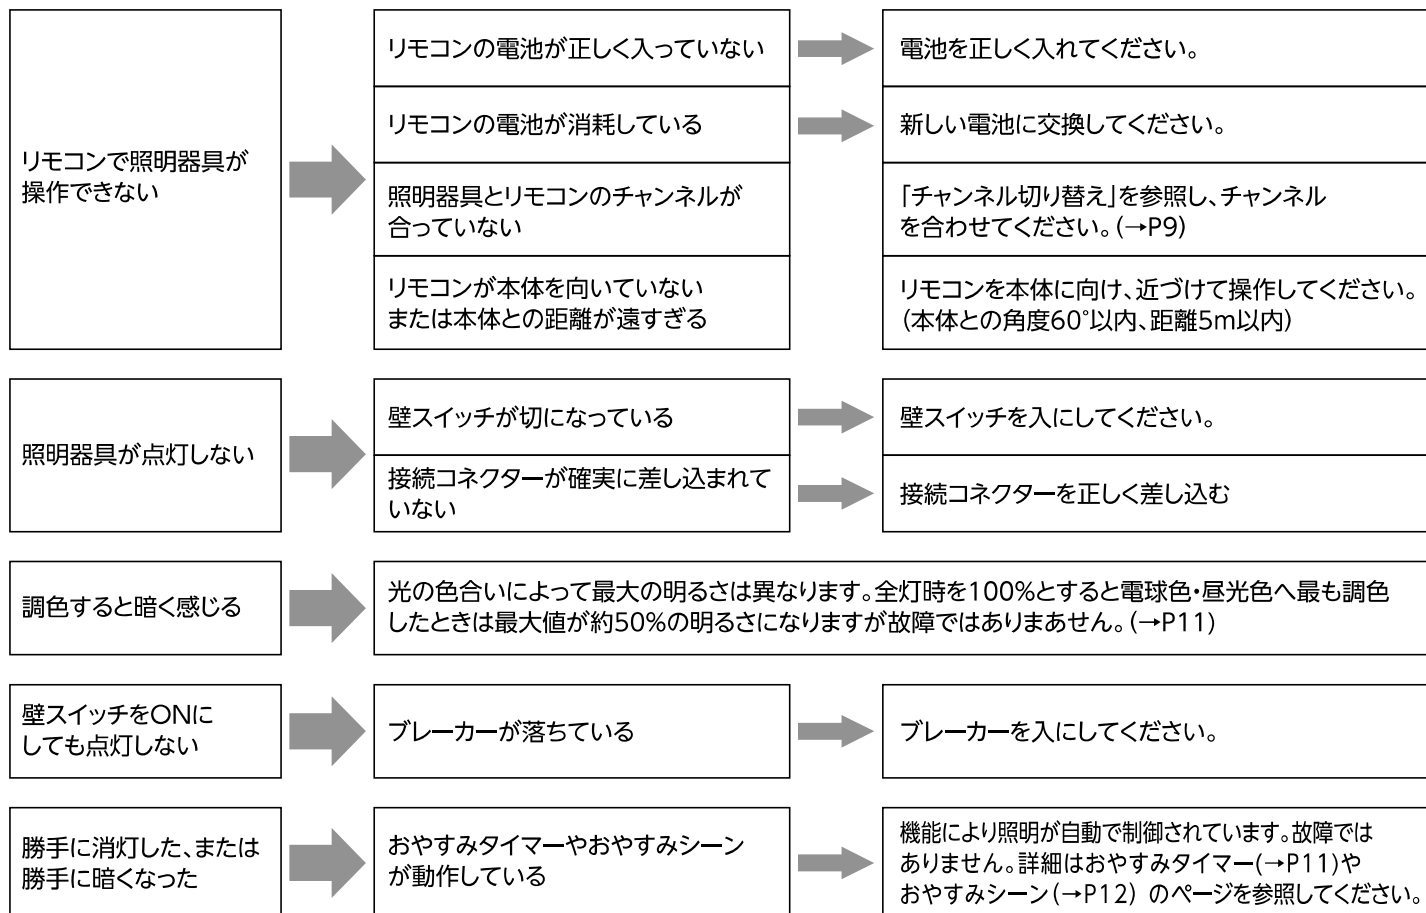 リモコンで照明器具が
操作できない
リモコンの電池が正しく入っていない
電池を正しく入れてください。
リモコンの電池が消耗している
新しい電池に交換してください。
照明器具とリモコンのチャンネルが
合っていない
「チャンネル切り替え」を参照し、チャンネル
を合わせてください。(→P9)
リモコンが本体を向いていない
または本体との距離が遠すぎる
リモコンを本体に向け、近づけて操作してください。
(本体との角度60°以内、距離5m以内)
照明器具が点灯しない
壁スイッチが切になっている
壁スイッチを入にしてください。
接続コネクターが確実に差し込まれて
いない
接続コネクターを正しく差し込む
調色すると暗く感じる
光の色合いによって最大の明るさは異なります。全灯時を100%とすると電球色・昼光色へ最も調色
したときは最大値が約50%の明るさになりますが故障ではありまあせん。(→P11)
壁スイッチをONに
しても点灯しない
ブレーカーが落ちている
ブレーカーを入にしてください。
勝手に消灯した、または
勝手に暗くなった
おやすみタイマーやおやすみシーン
が動作している
機能により照明が自動で制御されています。故障では
ありません。詳細はおやすみタイマー(→P11)や
おやすみシーン(→P12) のページを参照してください。